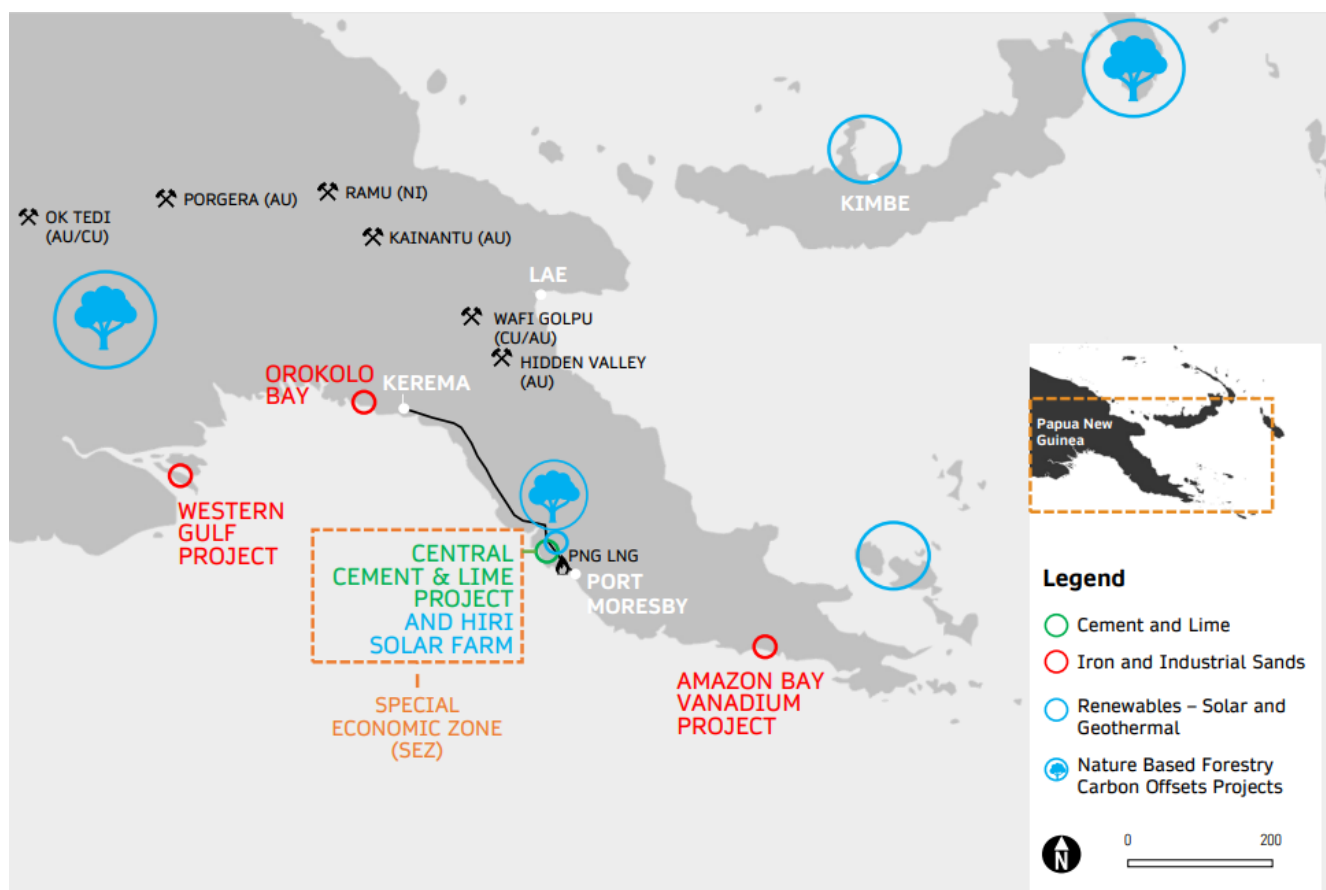 PORGERA (AU)
RAMU (NI)
OK TEDI
(AU/CU)
KAINANTU (AU)
KIMBE
LAE
WAFI GOLPU
(CU/AU)
HIDDEN VALLEY
(AU)
OROKOLO
BAY
KEREMA
WESTERN
GULF
PROJECT
CENTRAL
CEMENT & LIME
PROJECT
AND HIRI
SOLAR FARM
PNG LNG
PORT
MORESBY
SPECIAL
ECONOMIC ZONE
(SEZ)
AMAZON BAY
VANADIUM
PROJECT
Papua New
Guinea
Legend
Cement and Lime
Iron and Industrial Sands
Renewables – Solar and
Geothermal
Nature Based Forestry
Carbon Offsets Projects
N
0 200